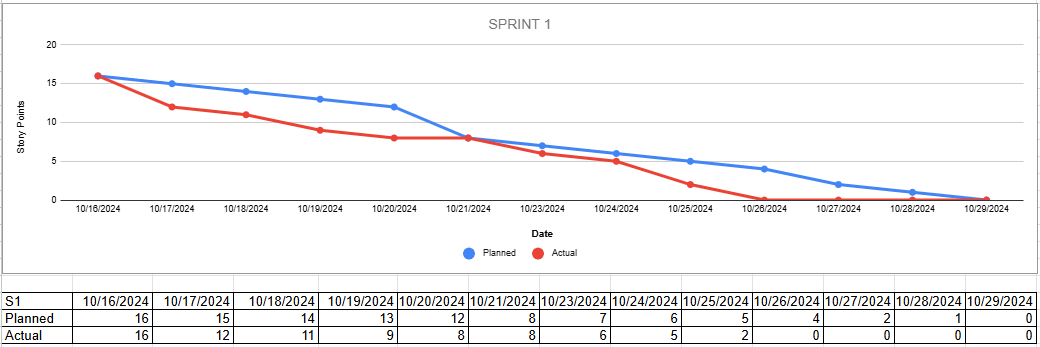 SPRINT 1
20
15
10
5
0
Story Points
10/16/2024 10/17/2024 10/18/2024 10/19/2024 10/20/2024 10/21/2024 10/23/2024 10/24/2024 10/25/2024 10/26/2024 10/27/2024 10/28/2024 10/29/2024
Date
Planned Actual
S1 10/16/2024 10/17/2024 10/18/2024 10/19/2024 10/20/2024 10/21/2024 10/23/2024 10/24/2024 10/25/2024 10/26/2024 10/27/2024 10/28/2024 10/29/2024
Planned 16 15 14 13 12 8 7 6 5 4 2 1 0
Actual 16 12 11 9 8 8 6 5 2 0 0 0 0